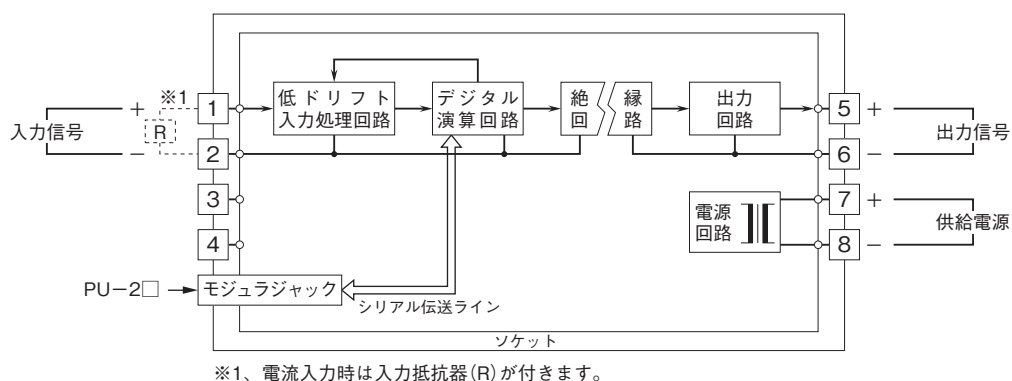 ※1
+
R
−
入力信号
1
2
3
4
低ドリフト
入力処理回路
デジタル
演算回路
絶 縁
回 路
出力
回路
5 +
6 −
出力信号
電源
回路
7 +
8 −
供給電源
PU−2□
モジュラジャック
シリアル伝送ライン
ソケット
※1、電流入力時は入力抵抗器(R)が付きます。